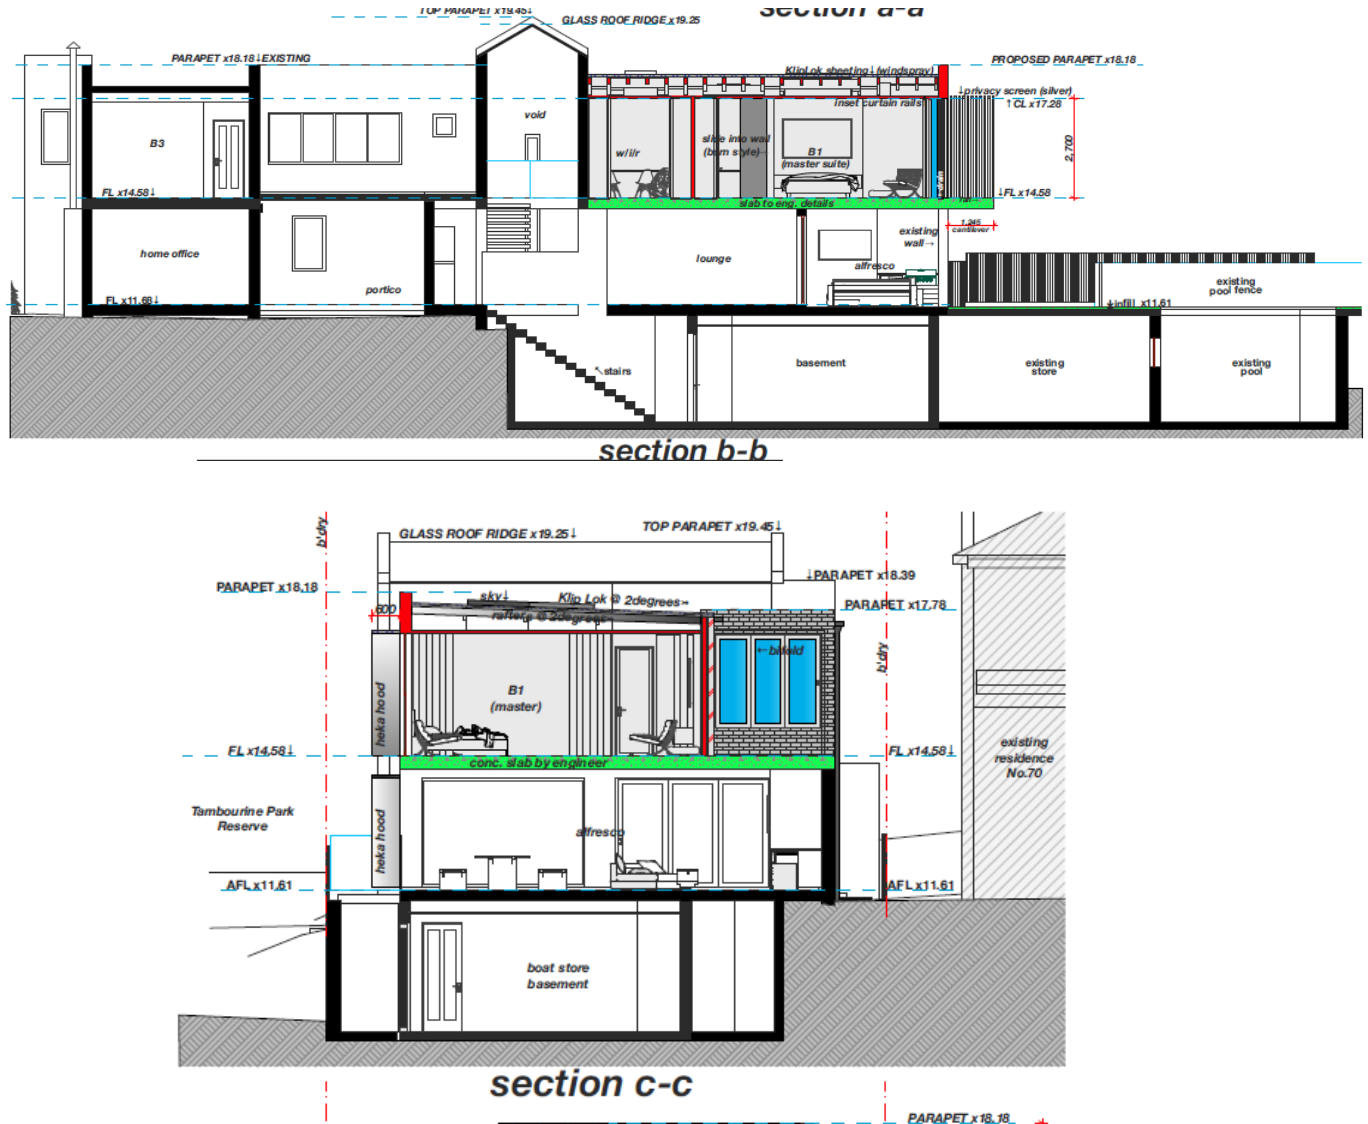 section a-a
TOP PARAPET x19.45↓
GLASS ROOF RIDGE x19.25
PARAPET x18.18↓EXISTING
KlipLok sheeting↓(windspray)
PROPOSED PARAPET x18.18
↓privacy screen (silver)
inset curtain rails
↑CL x17.28
void
B3
w/i/r
slide into wall
(barn style)→
B1
(master suite)
2,700
FL x14.58↓
↓FL x14.58
slab to eng. details
1,245
cantilever
existing
wall→
home office
lounge
alfresco
portico
existing
pool fence
FL x11.68↓
↓infill x11.61
↖stairs
basement
existing
store
existing
pool
section b-b
b'dry
GLASS ROOF RIDGE x19.25↓
TOP PARAPET x19.45↓
↓PARAPET x18.39
PARAPET x18.18
sky↓
Klip Lok @ 2degrees→
PARAPET x17.78
600
rafters @ 2degrees→
b'dry
←bifold
heka hood
B1
(master)
FL x14.58↓
FL x14.58↓
existing
residence
No.70
conc. slab by engineer
Tambourine Park
Reserve
heka hood
alfresco
AFL x11.61
AFL x11.61
boat store
basement
section c-c
PARAPET x18.18